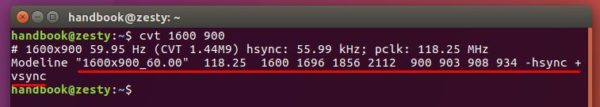 handbook@zesty: ~
handbook@zesty:~$ cvt 1600 900
# 1600x900 59.95 Hz (CVT 1.44M9) hsync: 55.99 kHz; pclk: 118.25 MHz
Modeline "1600x900_60.00"  118.25  1600 1696 1856 2112  900 903 908 934 -hsync +
vsync
handbook@zesty:~$